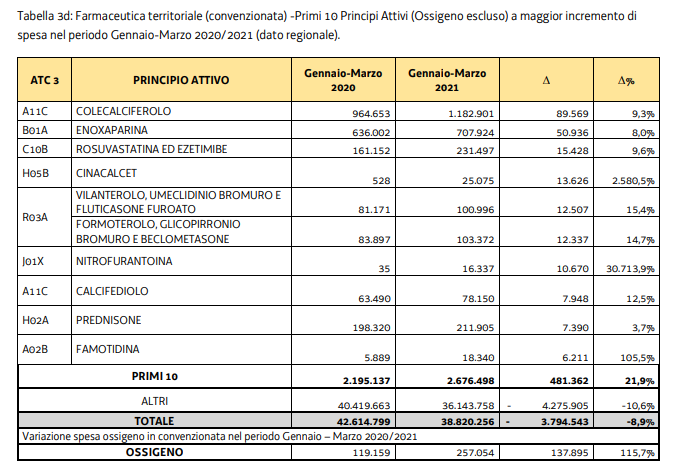 Tabella 3d: Farmaceutica territoriale (convenzionata) -Primi 10 Principi Attivi (Ossigeno escluso) a maggior incremento di
spesa nel periodo Gennaio-Marzo 2020/2021 (dato regionale).
ATC 3 PRINCIPIO ATTIVO Gennaio-Marzo 2020 Gennaio-Marzo 2021 Δ Δ%
A11C COLECALCIFEROLO 964.653 1.182.901 89.569 9,3%
B01A ENOXAPARINA 636.002 707.924 50.936 8,0%
C10B ROSUVASTATINA ED EZETIMIBE 161.152 231.497 15.428 9,6%
H05B CINACALCET 528 25.075 13.626 2.580,5%
R03A VILANTEROLO, UMECLIDINIO BROMURO E
FLUTICASONE FUROATO 81.171 100.996 12.507 15,4%
FORMOTEROLO, GLICOPIRRONIO
BROMURO E BECLOMETASONE 83.897 103.372 12.337 14,7%
J01X NITROFURANTOINA 35 16.337 10.670 30.713,9%
A11C CALCIFEDIOLO 63.490 78.150 7.948 12,5%
H02A PREDNISONE 198.320 211.905 7.390 3,7%
A02B FAMOTIDINA 5.889 18.340 6.211 105,5%
PRIMI 10 2.195.137 2.676.498 481.362 21,9%
ALTRI 40.419.663 36.143.758 - 4.275.905 -10,6%
TOTALE 42.614.799 38.820.256 - 3.794.543 -8,9%
Variazione spesa ossigeno in convenzionata nel periodo Gennaio – Marzo 2020/2021
OSSIGENO 119.159 257.054 137.895 115,7%